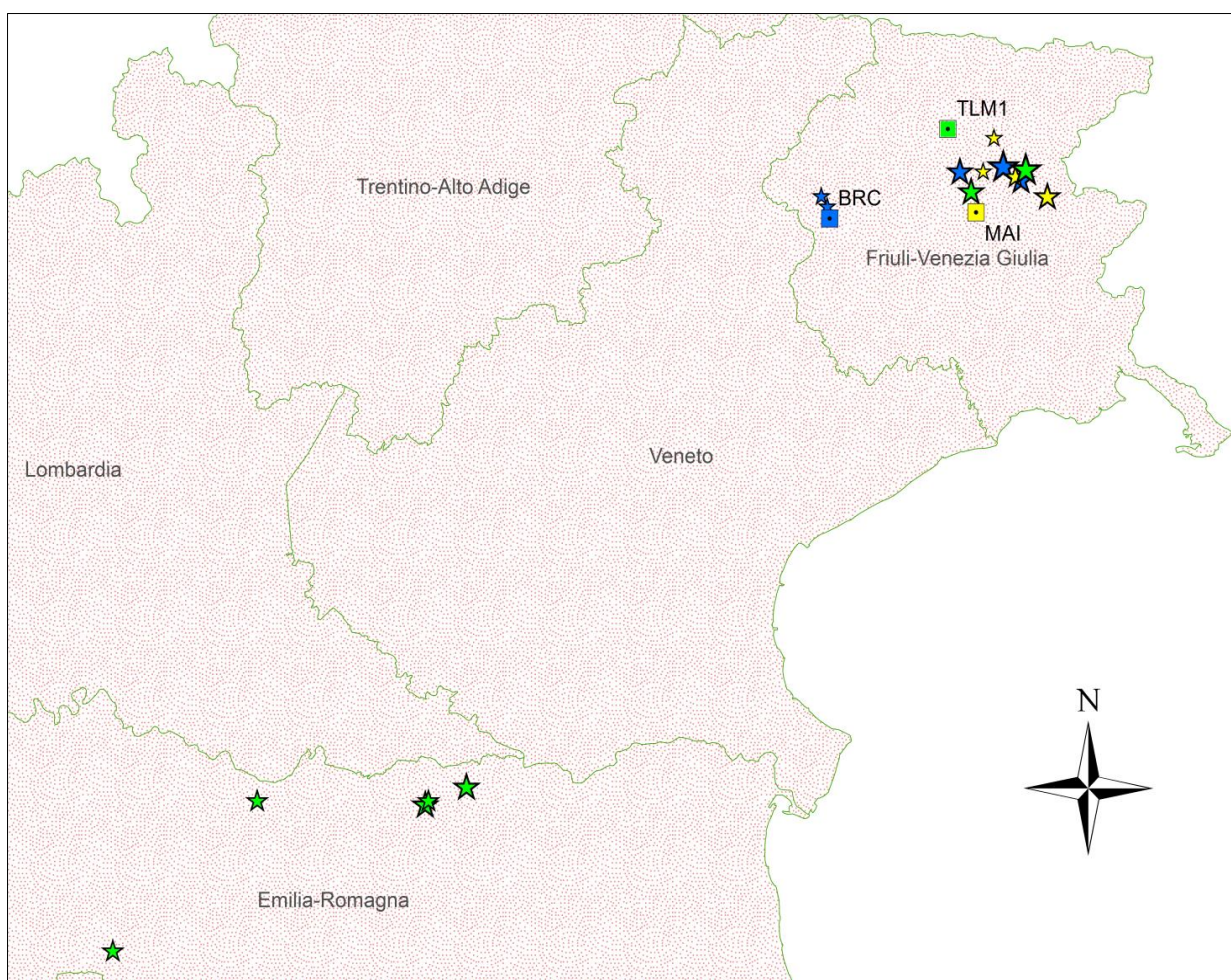 TLM1
Trentino-Alto Adige
BRC
MAI
Friuli-Venezia Giulia
Veneto
Lombardia
N
Emilia-Romagna